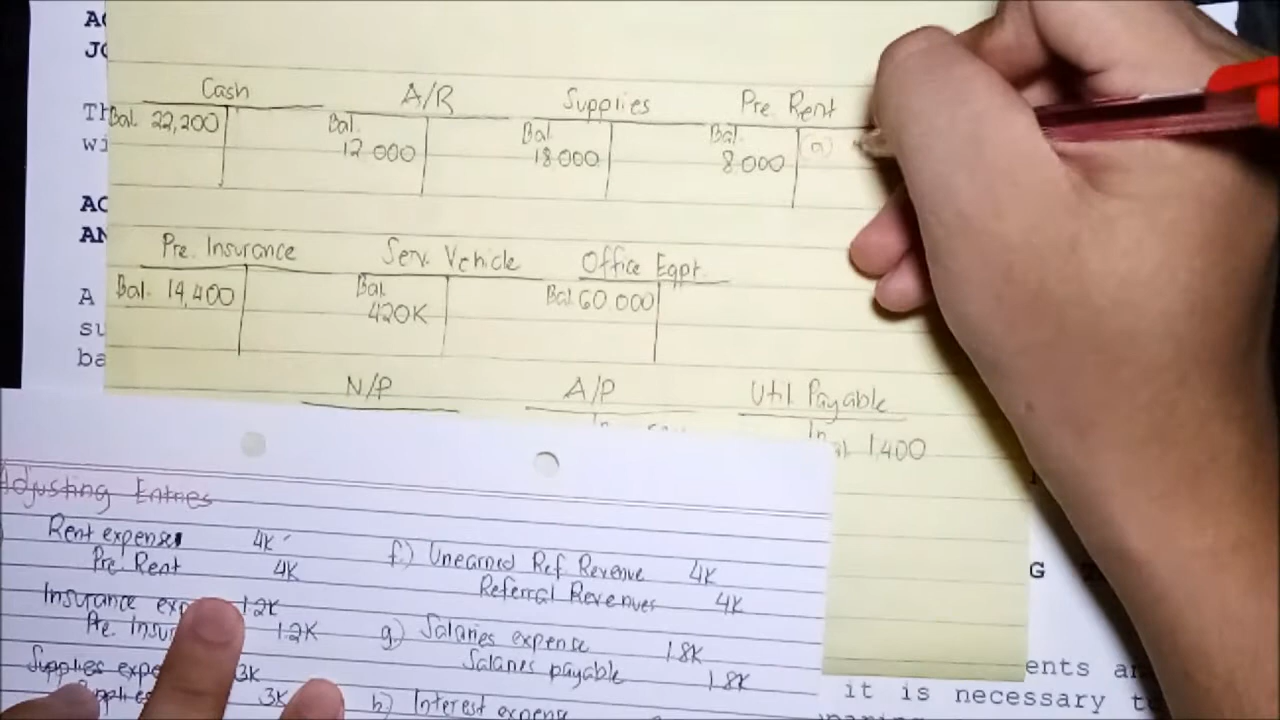 AC
JO
Cash A/R Supplies Pre. Rent
Th
Bal. 22,200 Bal. 12 000 Bal. 18 000 Bal. 8 000 (a)
wi
AC
AN
Pre. Insurance Serv. Vehicle Office Eqpt.
A
Bal. 14,400 Bal. 420K Bal 60 000
su
ba
N/P A/P Util Payable
1,400
Adjusting Entries
Rent expense 4K
Pre. Rent 4K
Insurance exp 1.2K
Pre. Insu 1.2K
Supplies expe 3K
Supplies 3K
f.) Unearned Ref. Revenue 4K
Referral Revenues 4K
g.) Salaries expense 1.8K
Salaries payable 1.8K
h.) Interest expense
G
ents a
it is necessary t